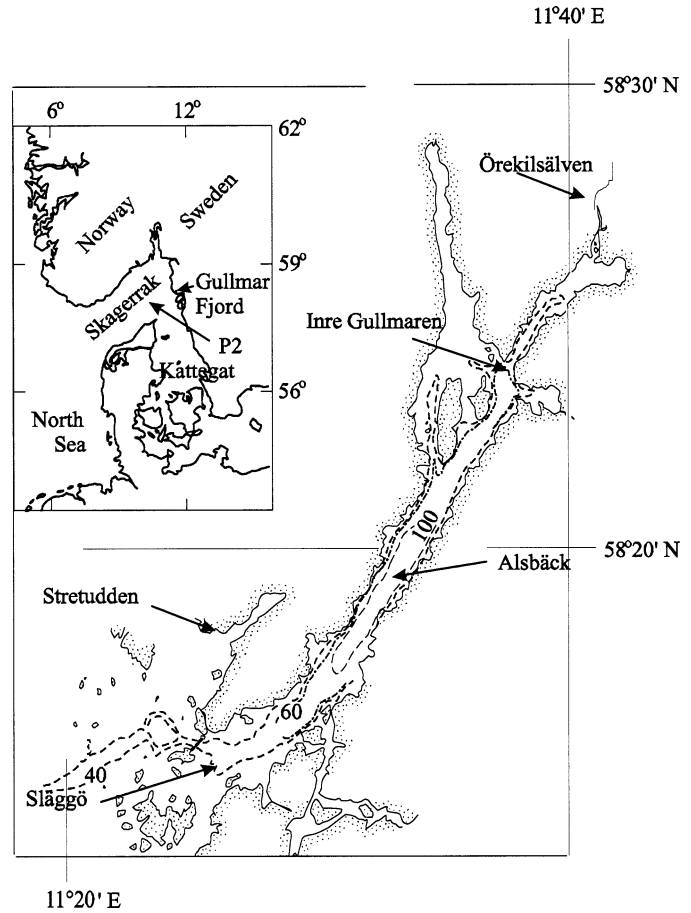 11°40' E
58°30' N
6°
12°
62°
Örekilsälven
Norway
Sweden
59°
Gullmar
Fjord
Skagerrak
Inre Gullmaren
P2
Kattegat
56°
North
Sea
100
58°20' N
Alsbäck
Stretudden
60
40
Släggö
11°20' E